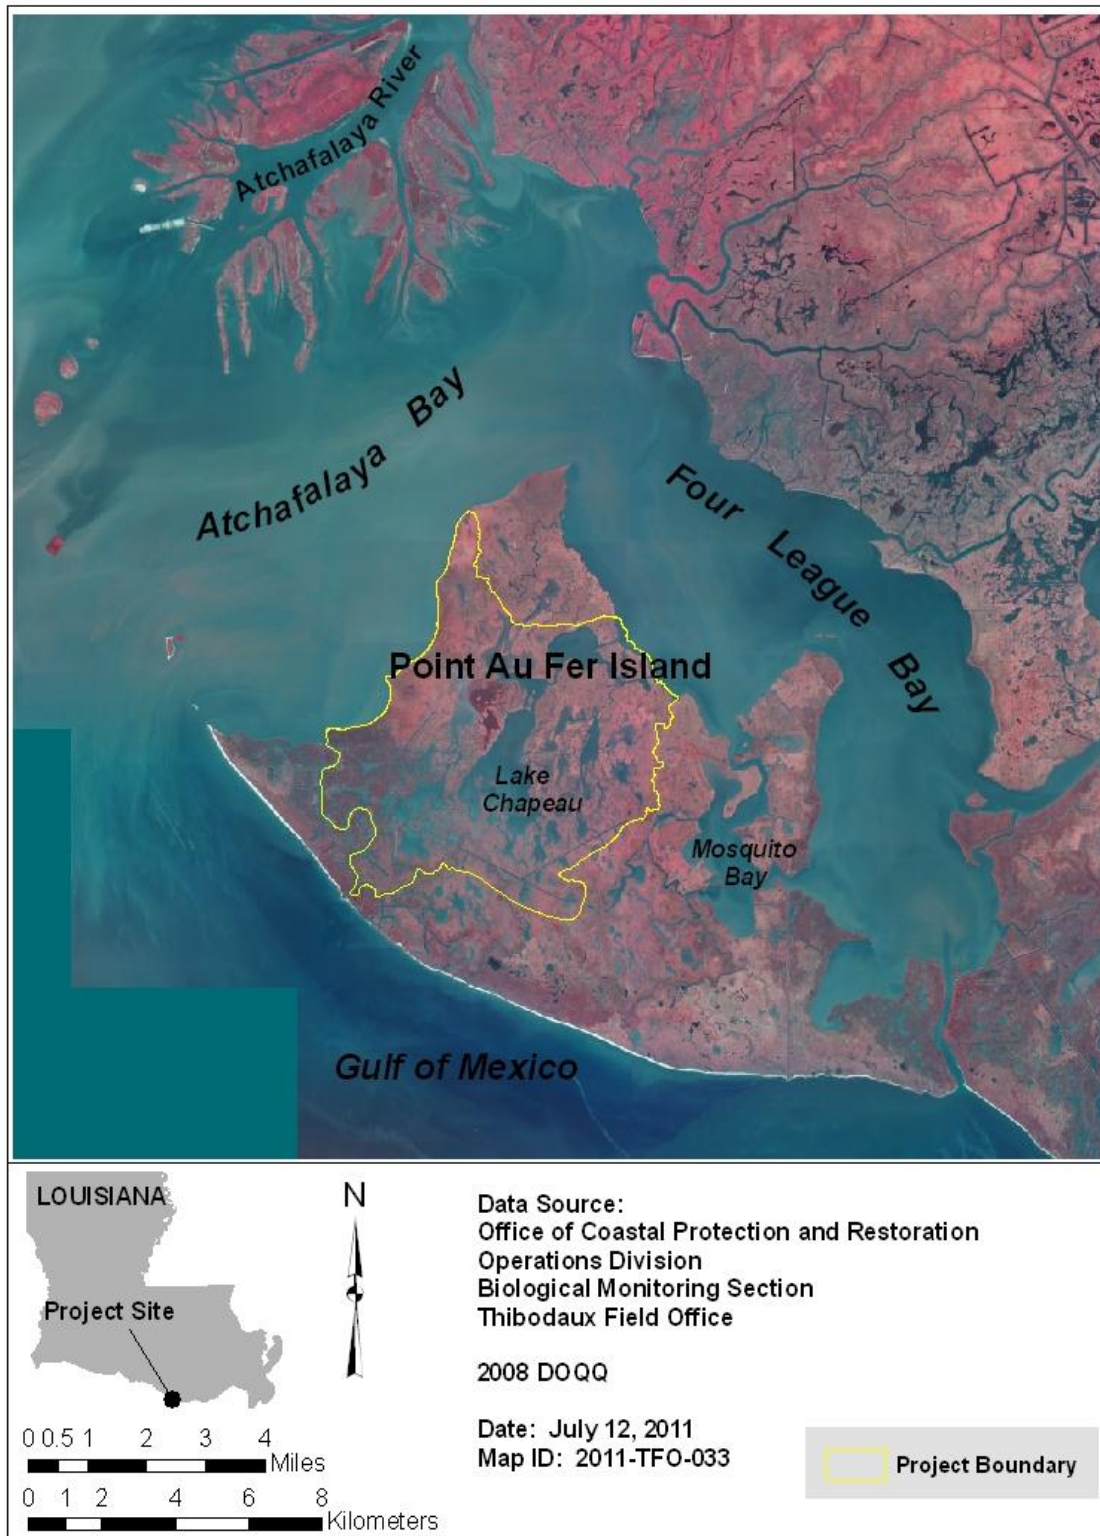 Atchafalaya River
Atchafalaya Bay
Four League Bay
Point Au Fer Island
Lake
Chapeau
Mosquito
Bay
Gulf of Mexico
LOUISIANA
Project Site
N
Data Source:
Office of Coastal Protection and Restoration
Operations Division
Biological Monitoring Section
Thibodaux Field Office
2008 DOQQ
Date: July 12, 2011
Map ID: 2011-TFO-033
0 0.5 1 2 3 4
Miles
0 1 2 4 6 8
Kilometers
Project Boundary